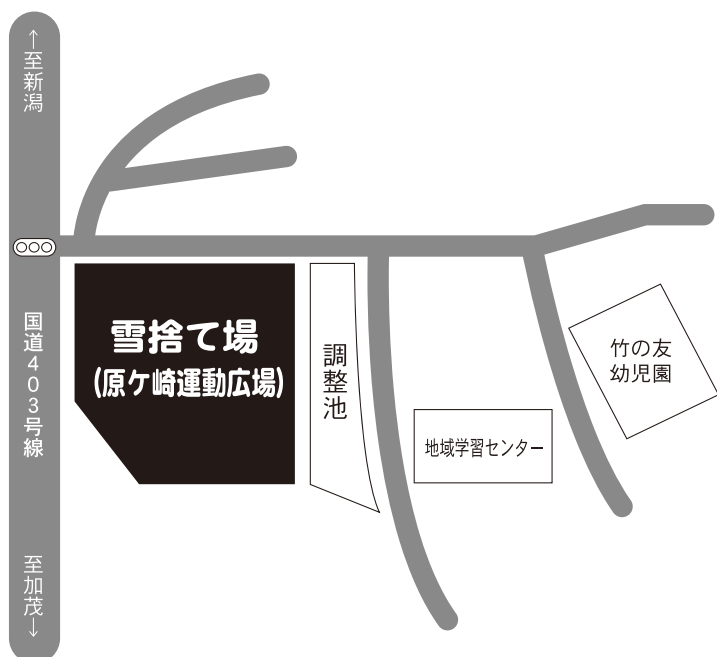 ↑至新潟
国道403号線
至加茂↓
雪捨て場
(原ケ崎運動広場)
調整池
地域学習センター
竹の友
幼児園